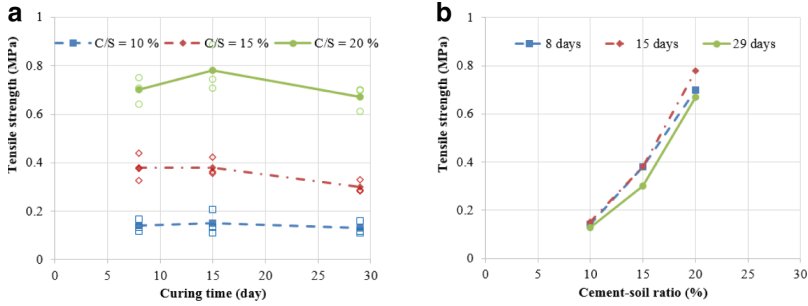 a
1
0.8
0.6
0.4
0.2
0
0 5 10 15 20 25 30
Tensile strength (MPa)
Curing time (day)
C/S = 10 % C/S = 15 % C/S = 20 %
b
1
0.8
0.6
0.4
0.2
0
0 5 10 15 20 25 30
Tensile strength (MPa)
Cement-soil ratio (%)
8 days 15 days 29 days